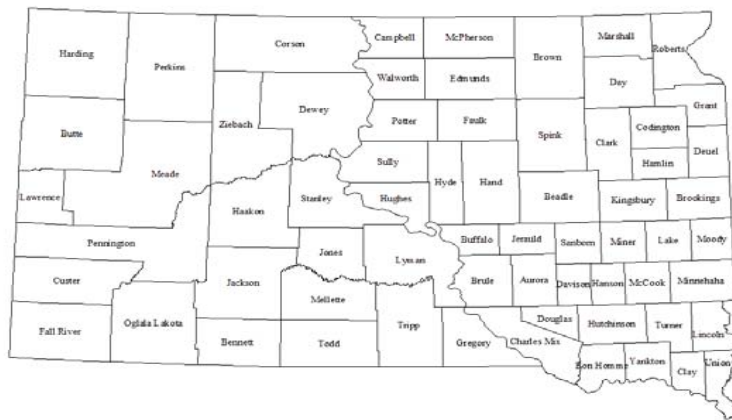 Harding
Perkins
Corson
Campbell
McPherson
Brown
Marshall
Roberts
Walworth
Edmunds
Day
Dewey
Ziebach
Butte
Potter
Faulk
Spink
Clark
Codington
Grant
Deuel
Hamlin
Meade
Sully
Hyde
Hand
Lawrence
Haakon
Stanley
Hughes
Beadle
Kingsbury
Brookings
Pennington
Jones
Lyman
Buffalo
Jerauld
Sanborn
Miner
Lake
Moody
Custer
Jackson
Brule
Aurora
Davison
Hanson
McCook
Minnehaha
Mellette
Fall River
Oglala Lakota
Bennett
Todd
Tripp
Gregory
Charles Mix
Douglas
Hutchinson
Turner
Lincoln
Bon Homme
Yankton
Clay
Union